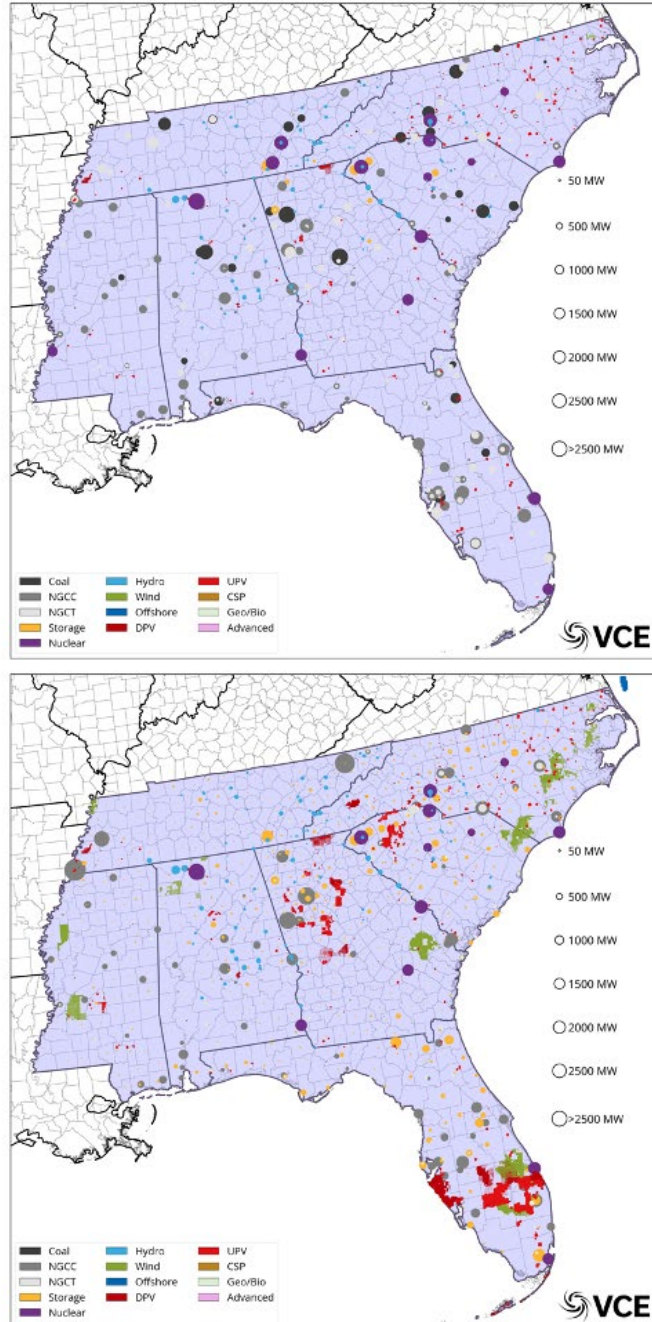 50 MW
500 MW
1000 MW
1500 MW
2000 MW
2500 MW
>2500 MW
Coal Hydro UPV
NGCC Wind CSP
NGCT Offshore Geo/Bio
Storage DPV Advanced
Nuclear
VCE
50 MW
500 MW
1000 MW
1500 MW
2000 MW
2500 MW
>2500 MW
Coal Hydro UPV
NGCC Wind CSP
NGCT Offshore Geo/Bio
Storage DPV Advanced
Nuclear
VCE